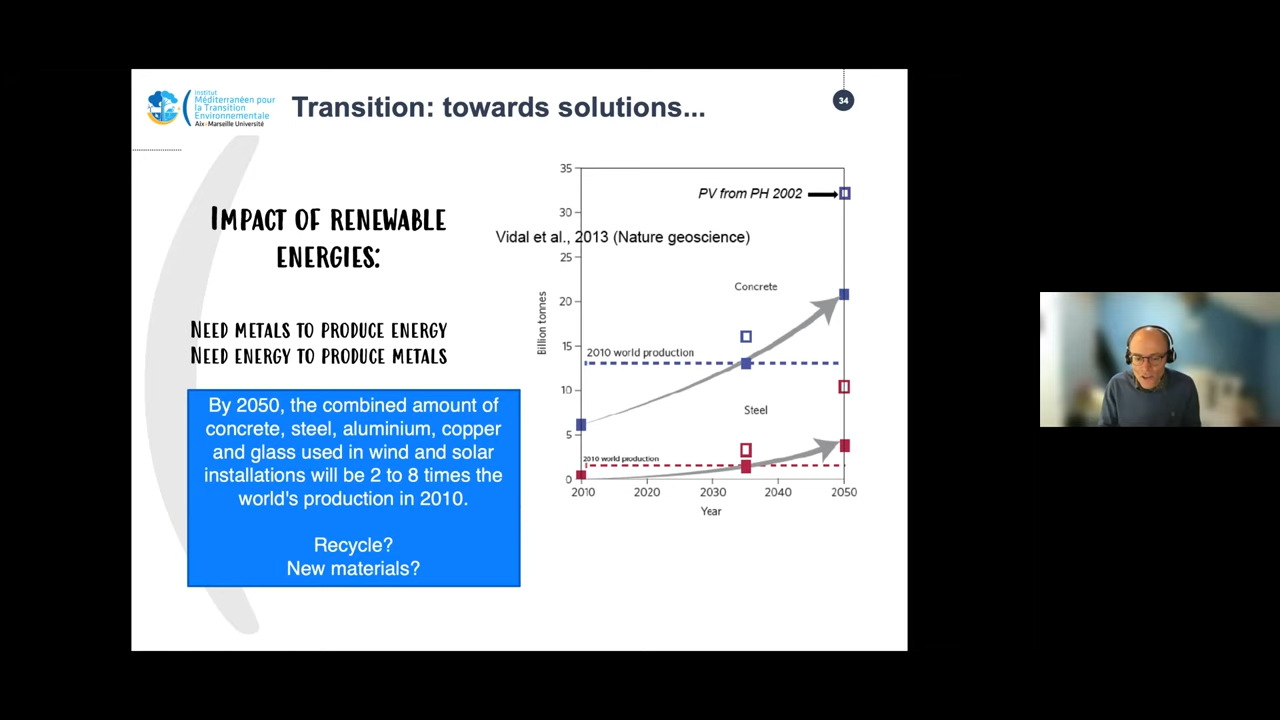 Institut
Méditerranéen pour
la Transition
Environnementale
Aix-Marseille Université
Transition: towards solutions...
34
IMPACT OF RENEWABLE
ENERGIES:
NEED METALS TO PRODUCE ENERGY
NEED ENERGY TO PRODUCE METALS
By 2050, the combined amount of
concrete, steel, aluminium, copper
and glass used in wind and solar
installations will be 2 to 8 times the
world's production in 2010.
Recycle?
New materials?
35
PV from PH 2002
30
Vidal et al., 2013 (Nature geoscience)
25
Concrete
20
Billion tonnes
15
2010 world production
10
Steel
5
2010 world production
0
2010 2020 2030 2040 2050
Year